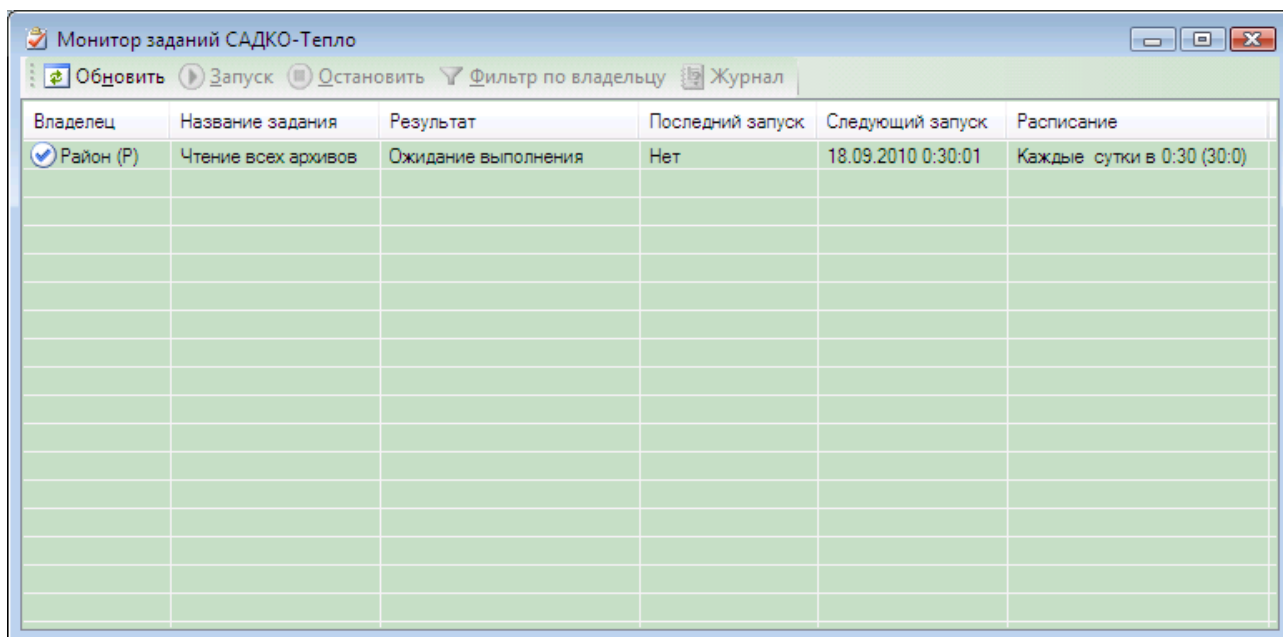 Монитор заданий САДКО-Тепло
Обновить Запуск Остановить Фильтр по владельцу Журнал
Владелец Название задания Результат Последний запуск Следующий запуск Расписание
Район (Р) Чтение всех архивов Ожидание выполнения Нет 18.09.2010 0:30:01 Каждые  сутки в 0:30 (30:0)